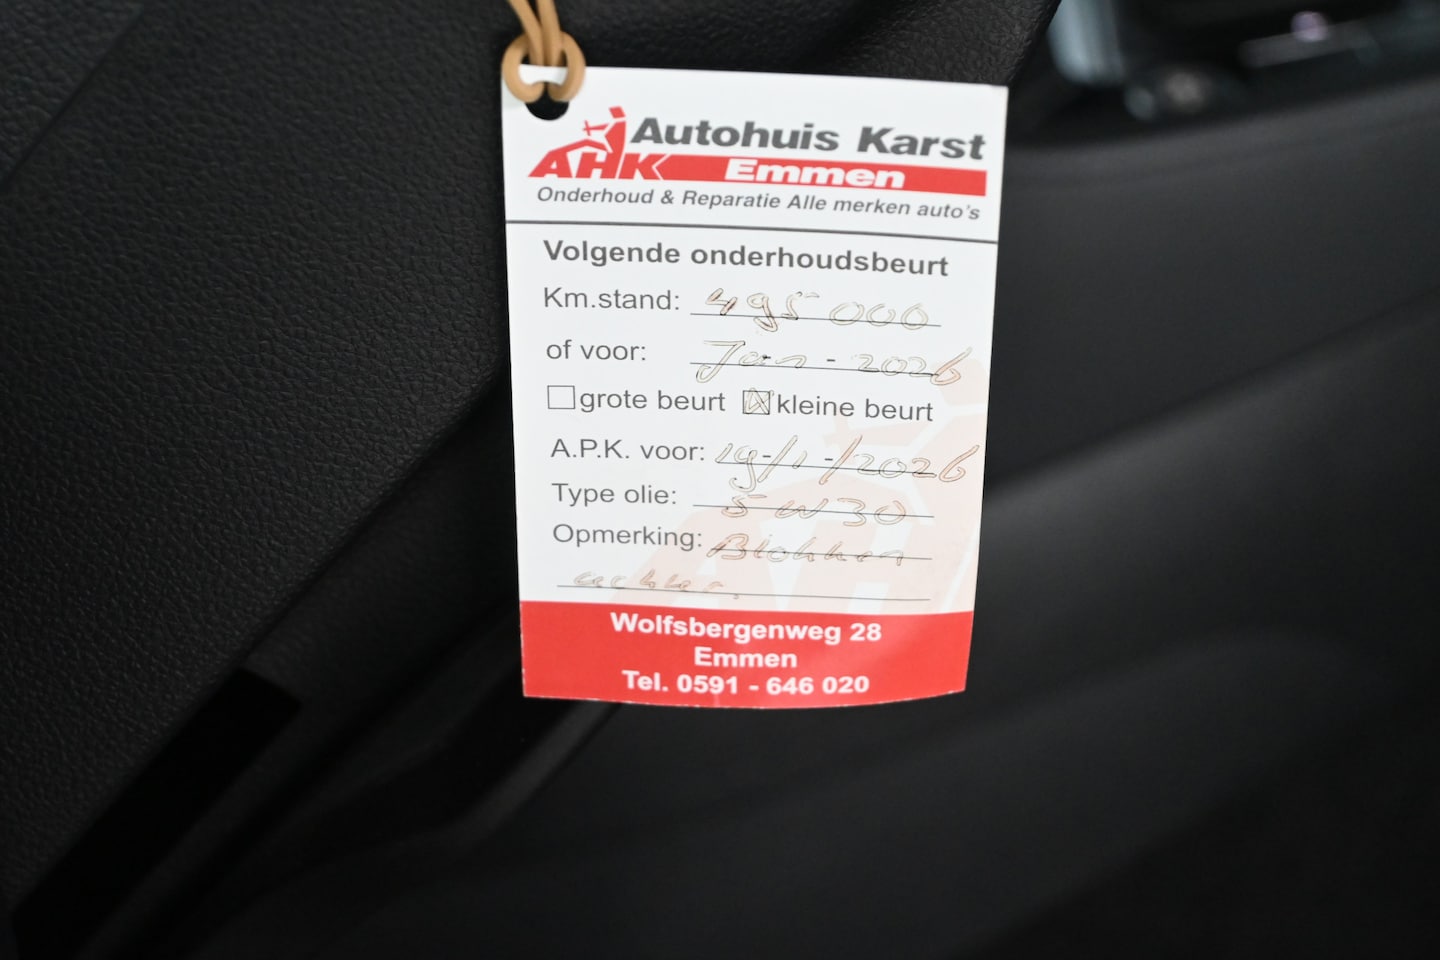 Autohuis Karst
AHK Emmen
Onderhoud & Reparatie Alle merken auto's
Volgende onderhoudsbeurt
Km.stand: 495 000
of voor: Jan - 2026
grote beurt kleine beurt
A.P.K. voor: 19-/1-/2026
Type olie: 5W30
Opmerking: Blokken
achter.
Wolfsbergenweg 28
Emmen
Tel. 0591 - 646 020